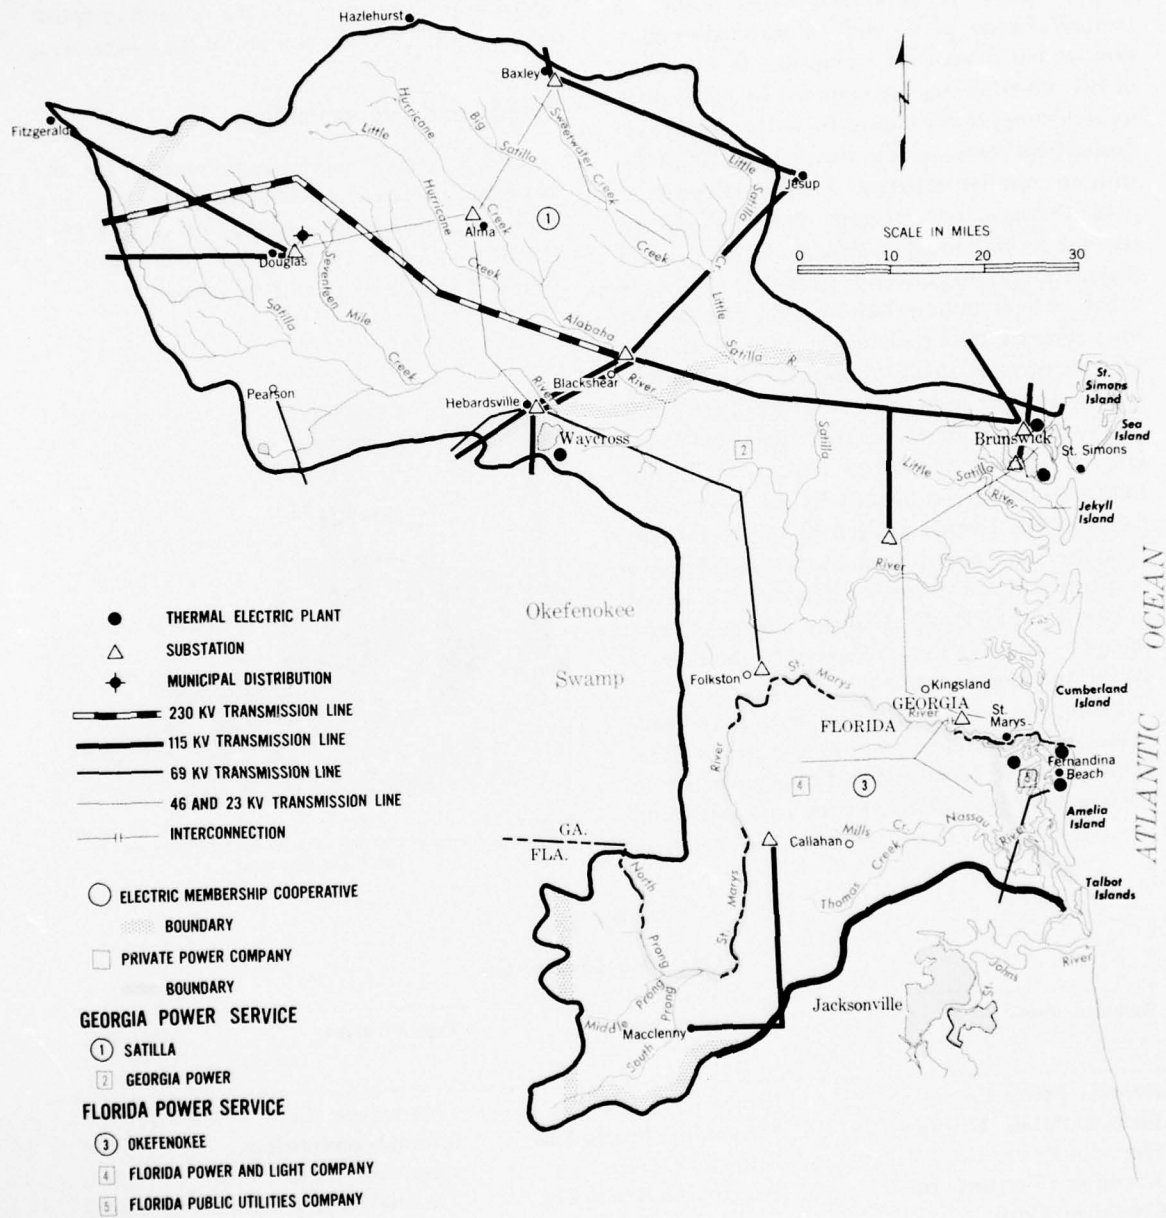 Hazlehurst
Baxley
Fitzgerald
Hurricane
Little
Big
Satilla
Sweetwater
Creek
Little
Satilla
Cr.
Jesup
Hurricane
Creek
Alma
1
Creek
Creek
SCALE IN MILES
0 10 20 30
Douglas
Seventeen
Mile
Creek
Satilla
Little
Satilla R.
Alabaha
River
River
Blackshear
Pearson
Hebardsville
Waycross
2
Satilla
River
St.
Simons
Island
Sea
Island
Brunswick
St. Simons
Little Satilla
River
Jekyll
Island
Okefenokee
Swamp
Folkston
St. Marys
River
Kingsland
GEORGIA
FLORIDA
St.
Marys
River
Cumberland
Island
ATLANTIC OCEAN
Fernandina
Beach
5
4
3
Amelia
Island
Callahan
Mills Cr.
Nassau
River
Thomas Creek
Talbot
Islands
GA.
FLA.
North
Prong
St. Marys
Middle
Prong
South
Prong
Macclenny
Jacksonville
St. Johns
River
THERMAL ELECTRIC PLANT
SUBSTATION
MUNICIPAL DISTRIBUTION
230 KV TRANSMISSION LINE
115 KV TRANSMISSION LINE
69 KV TRANSMISSION LINE
46 AND 23 KV TRANSMISSION LINE
INTERCONNECTION
ELECTRIC MEMBERSHIP COOPERATIVE
BOUNDARY
PRIVATE POWER COMPANY
BOUNDARY
GEORGIA POWER SERVICE
1 SATILLA
2 GEORGIA POWER
FLORIDA POWER SERVICE
3 OKEFENOKEE
4 FLORIDA POWER AND LIGHT COMPANY
5 FLORIDA PUBLIC UTILITIES COMPANY